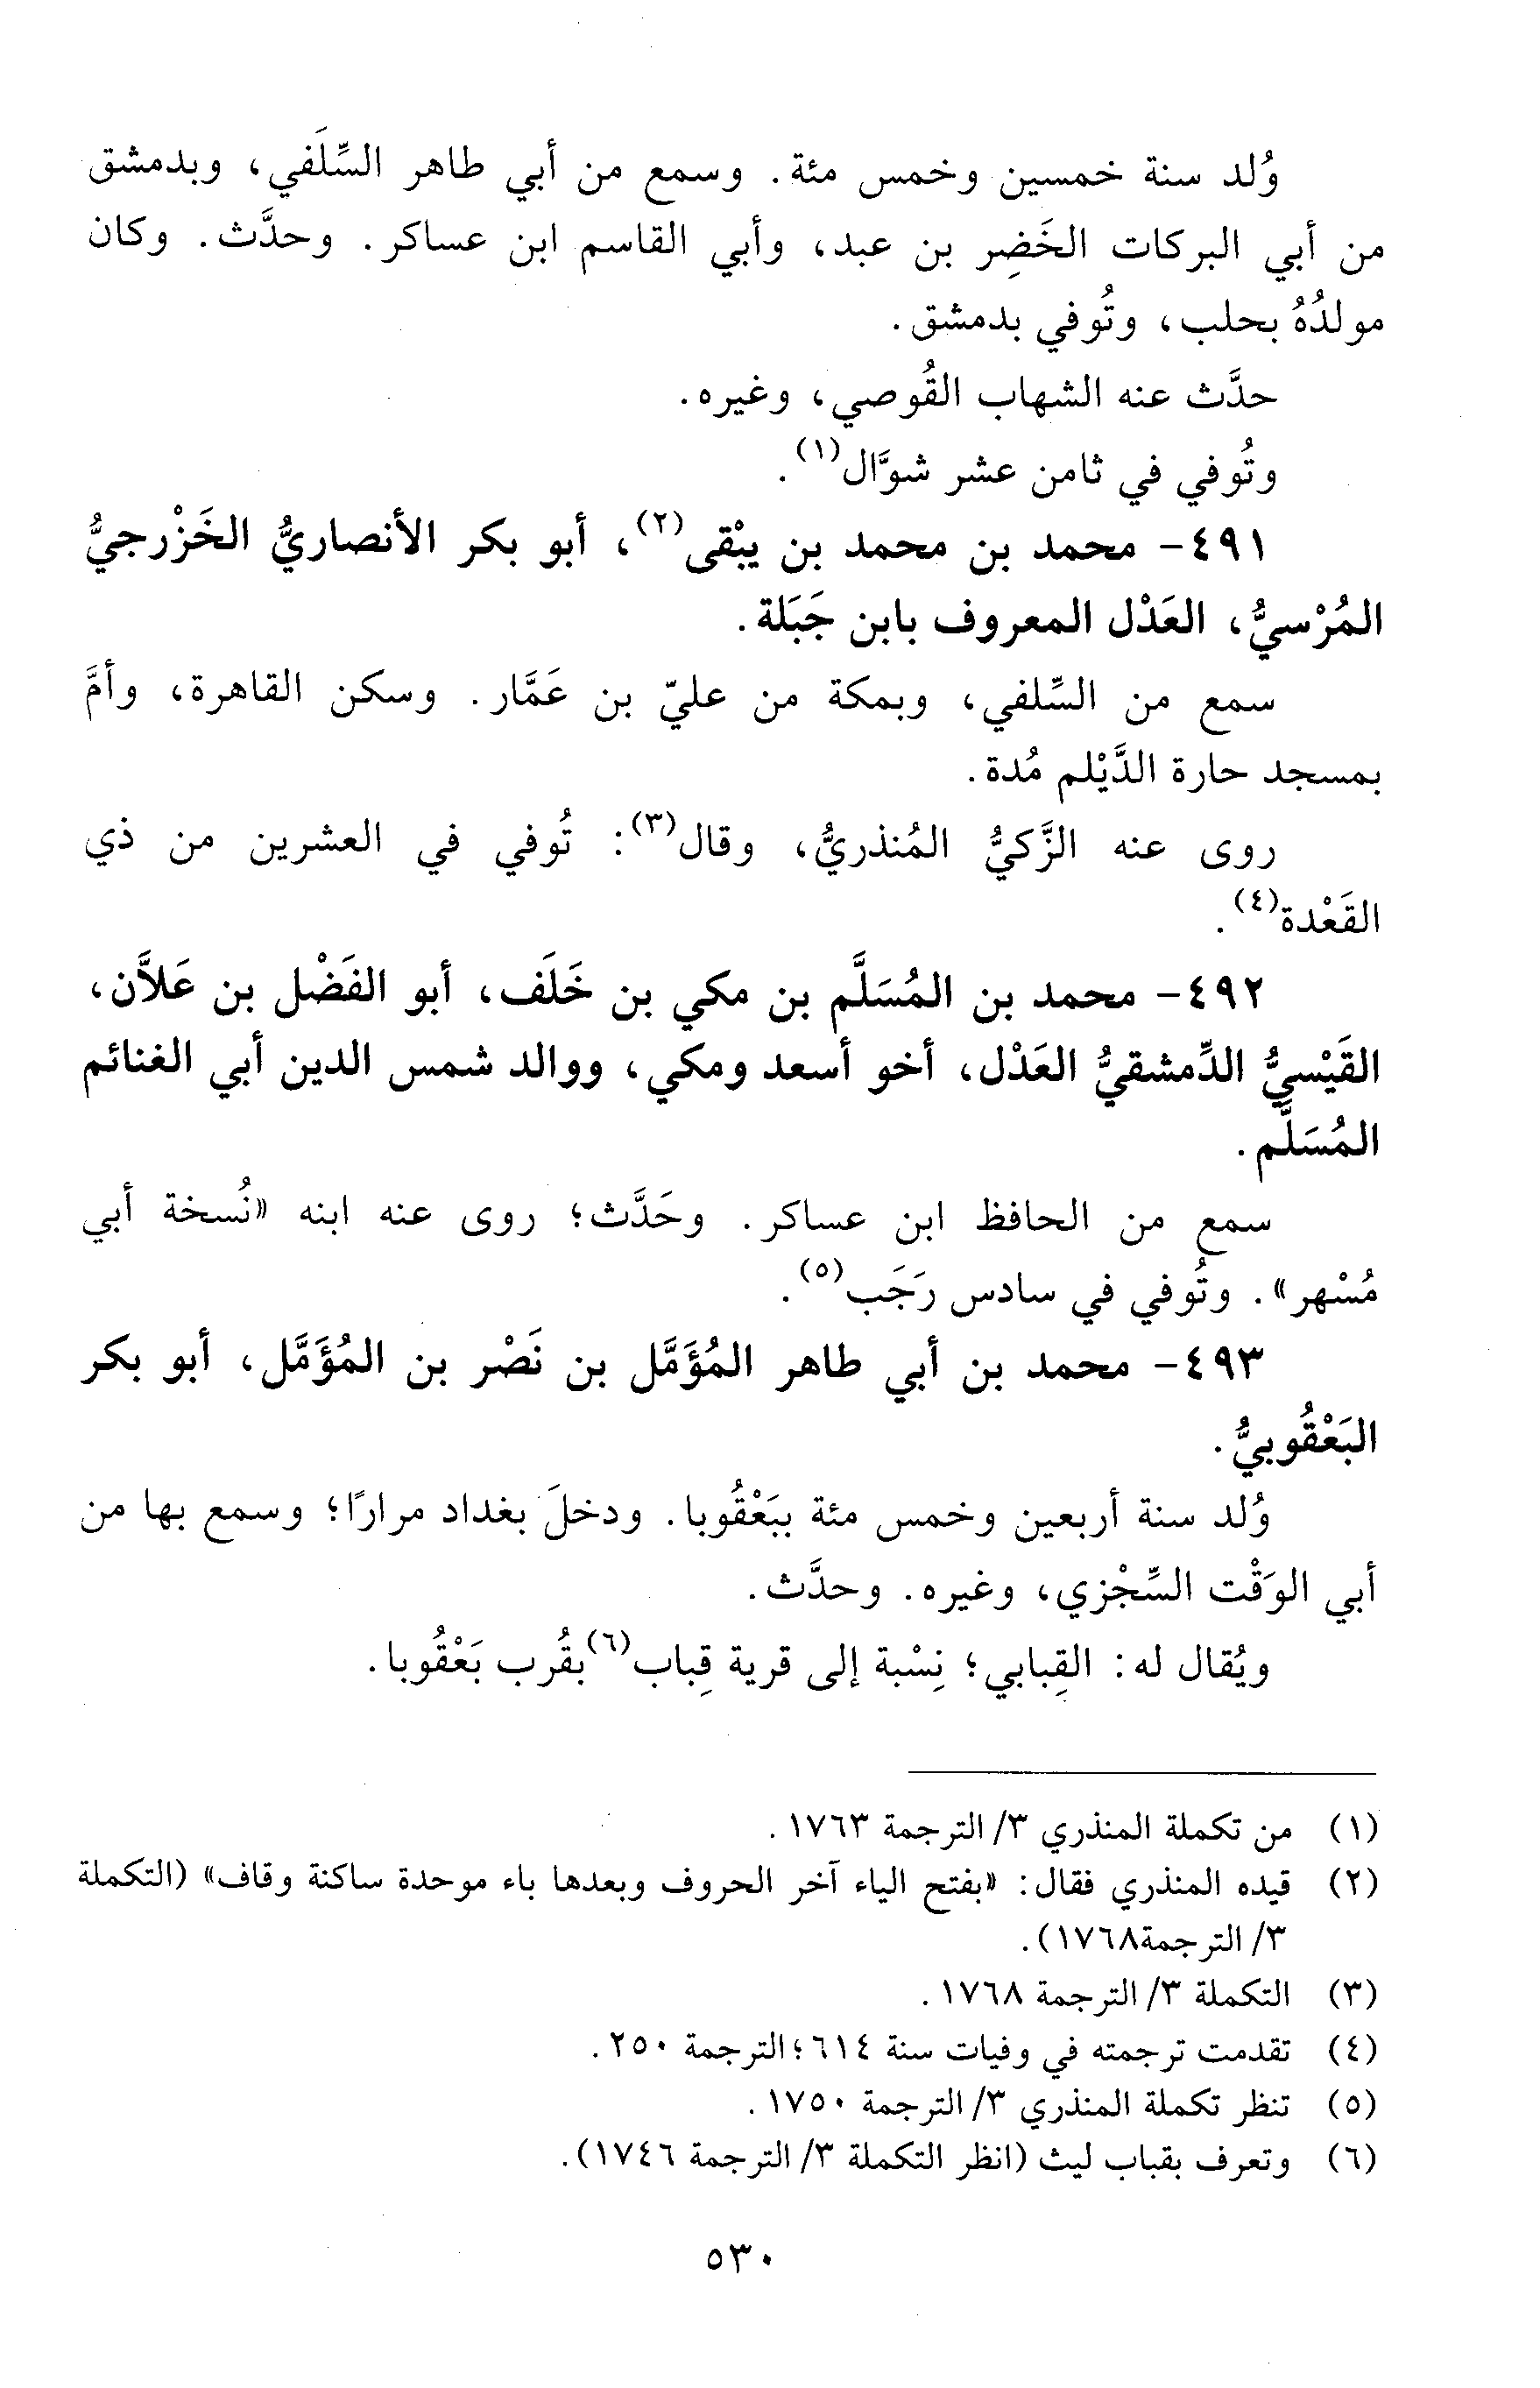 وُلد سنة خمسين وخمس مئة. وسمع من أبي طاهر السِّلَفي، وبدمشق
من أبي البركات الخَضِر بن عبد، وأبي القاسم ابن عساكر. وحدَّث. وكان
مولدُهُ بحلب، وتُوفي بدمشق.
حدَّث عنه الشهاب القُوصي، وغيره.
وتُوفي في ثامن عشر شوَّال(١).
٤٩١- محمد بن محمد بن يبْقى(٢)، أبو بكر الأنصاريُّ الخَزْرجيُّ
المُرْسيُّ، العَدْل المعروف بابن جَبَلة.
سمع من السِّلفي، وبمكة من عليّ بن عَمَّار. وسكن القاهرة، وأمَّ
بمسجد حارة الدَّيْلم مُدة.
روى عنه الزَّكيُّ المُنذريُّ، وقال(٣): تُوفي في العشرين من ذي
القَعْدة(٤).
٤٩٢- محمد بن المُسَلَّم بن مكي بن خَلَف، أبو الفَضْل بن عَلاَّن،
القَيْسيُّ الدِّمشقيُّ العَدْل، أخو أسعد ومكي، ووالد شمس الدين أبي الغنائم
المُسَلَّم.
سمع من الحافظ ابن عساكر. وحَدَّث؛ روى عنه ابنه «نُسخة أبي
مُسْهر». وتُوفي في سادس رَجَب(٥).
٤٩٣- محمد بن أبي طاهر المُؤَمَّل بن نَصْر بن المُؤَمَّل، أبو بكر
البَعْقُوبيُّ.
وُلد سنة أربعين وخمس مئة ببَعْقُوبا. ودخلَ بغداد مرارًا؛ وسمع بها من
أبي الوَقْت السِّجْزي، وغيره. وحدَّث.
ويُقال له: القِبابي؛ نِسْبة إلى قرية قِباب(٦) بقُرب بَعْقُوبا.
(١) من تكملة المنذري ٣/ الترجمة ١٧٦٣.
(٢) قيده المنذري فقال: «بفتح الياء آخر الحروف وبعدها باء موحدة ساكنة وقاف» (التكملة
٣/ الترجمة١٧٦٨).
(٣) التكملة ٣/ الترجمة ١٧٦٨.
(٤) تقدمت ترجمته في وفيات سنة ٦١٤؛ الترجمة ٢٥٠.
(٥) تنظر تكملة المنذري ٣/ الترجمة ١٧٥٠.
(٦) وتعرف بقباب ليث (انظر التكملة ٣/ الترجمة ١٧٤٦).
٥٣٠